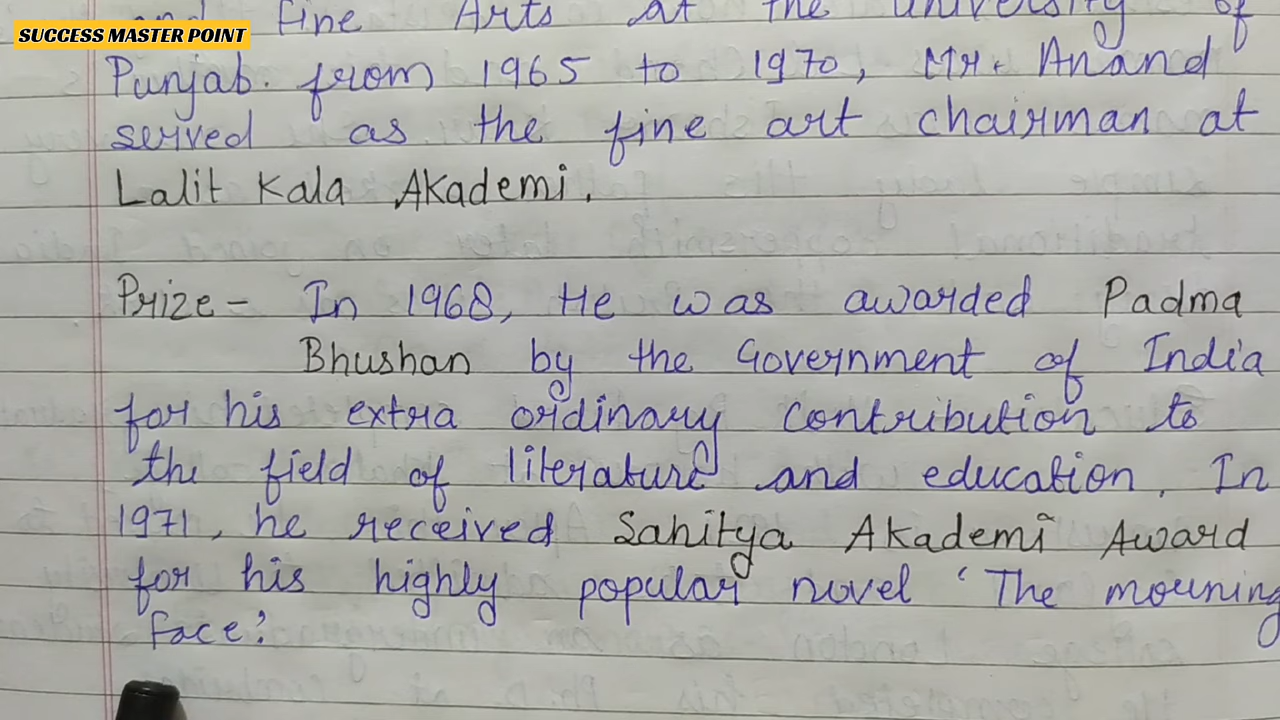 and Fine Arts at the university of
SUCCESS MASTER POINT
Punjab. from 1965 to 1970, Mr. Anand
served as the fine art chairman at
Lalit Kala Akademi.
Prize - In 1968, He was awarded Padma
Bhushan by the Government of India
for his extra ordinary contribution to
the field of literature and education. In
1971, he received Sahitya Akademi Award
for his highly popular novel 'The mourning
Face'.